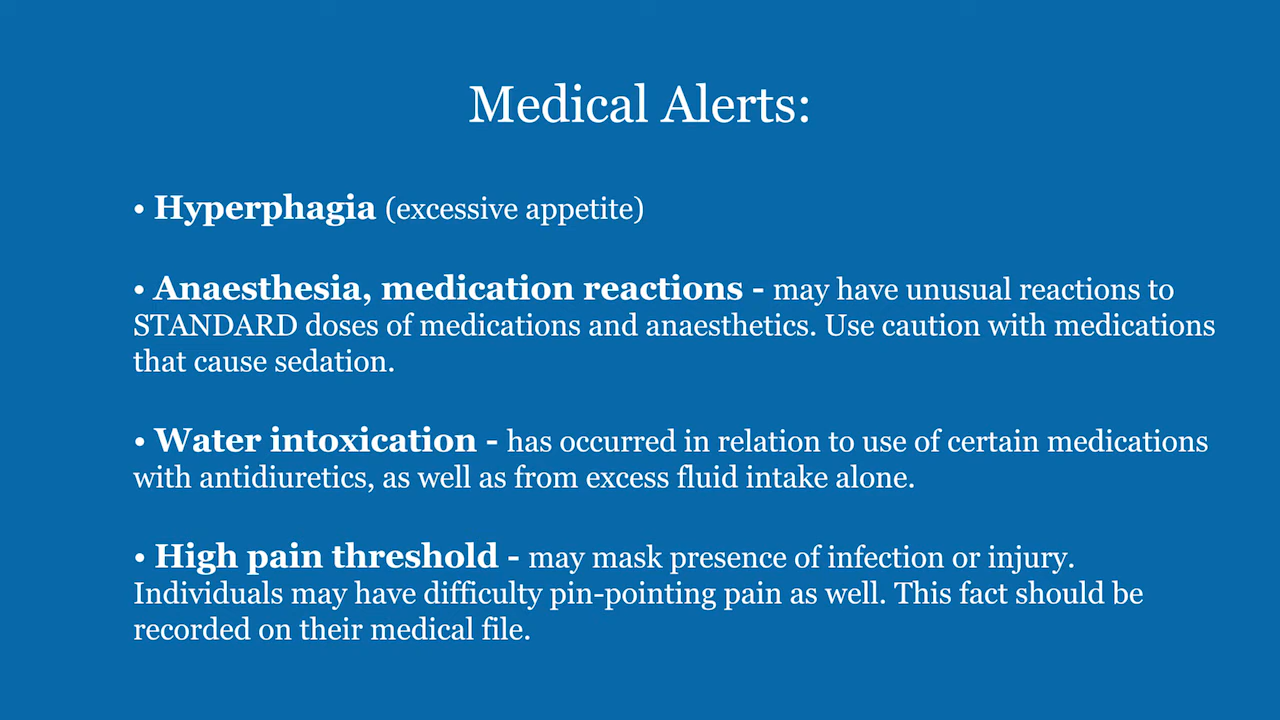 Medical Alerts:
• Hyperphagia (excessive appetite)
• Anaesthesia, medication reactions - may have unusual reactions to
STANDARD doses of medications and anaesthetics. Use caution with medications
that cause sedation.
• Water intoxication - has occurred in relation to use of certain medications
with antidiuretics, as well as from excess fluid intake alone.
• High pain threshold - may mask presence of infection or injury.
Individuals may have difficulty pin-pointing pain as well. This fact should be
recorded on their medical file.